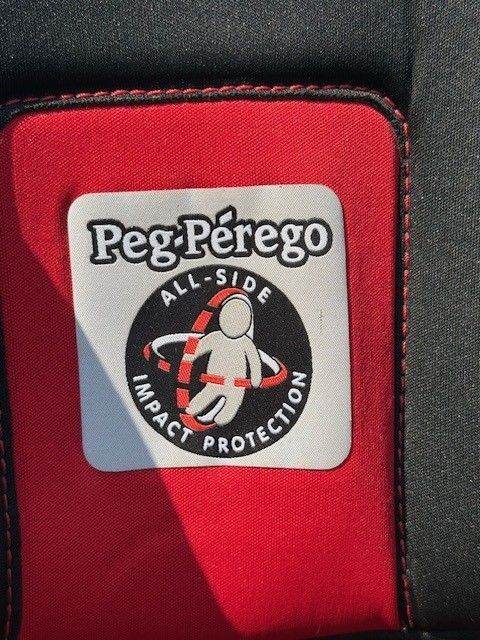 Peg-Pérego
ALL-SIDE
IMPACT PROTECTION